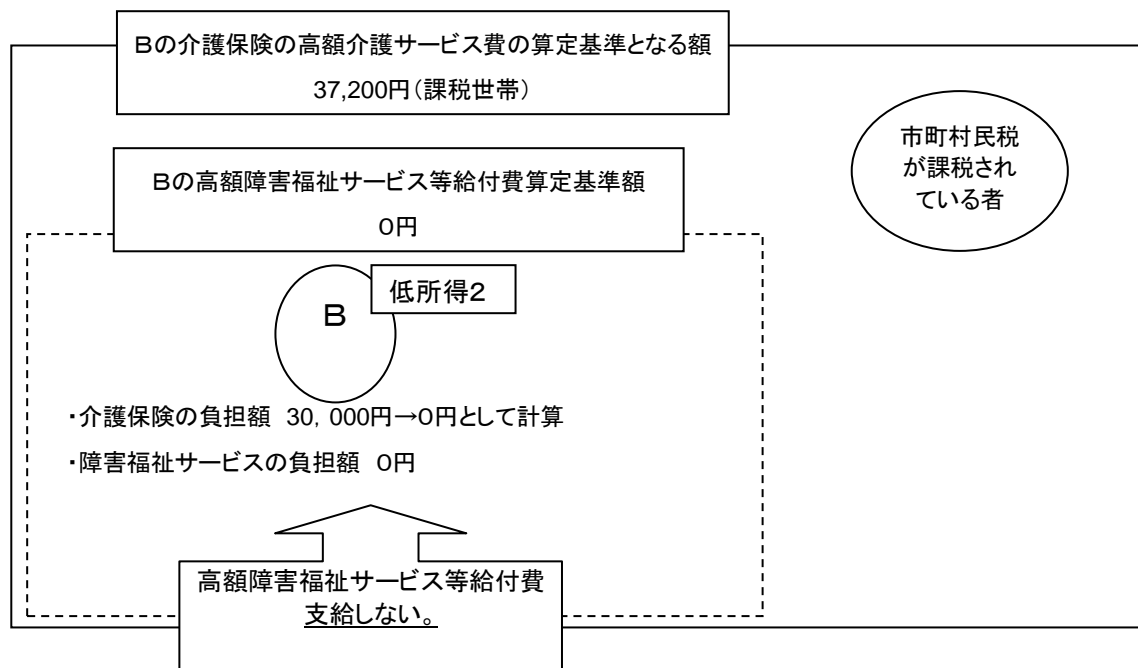 Bの介護保険の高額介護サービス費の算定基準となる額
37,200円（課税世帯）
市町村民税
が課税され
ている者
Bの高額障害福祉サービス等給付費算定基準額
0円
低所得2
B
・介護保険の負担額 30，000円→0円として計算
・障害福祉サービスの負担額 0円
高額障害福祉サービス等給付費
支給しない。